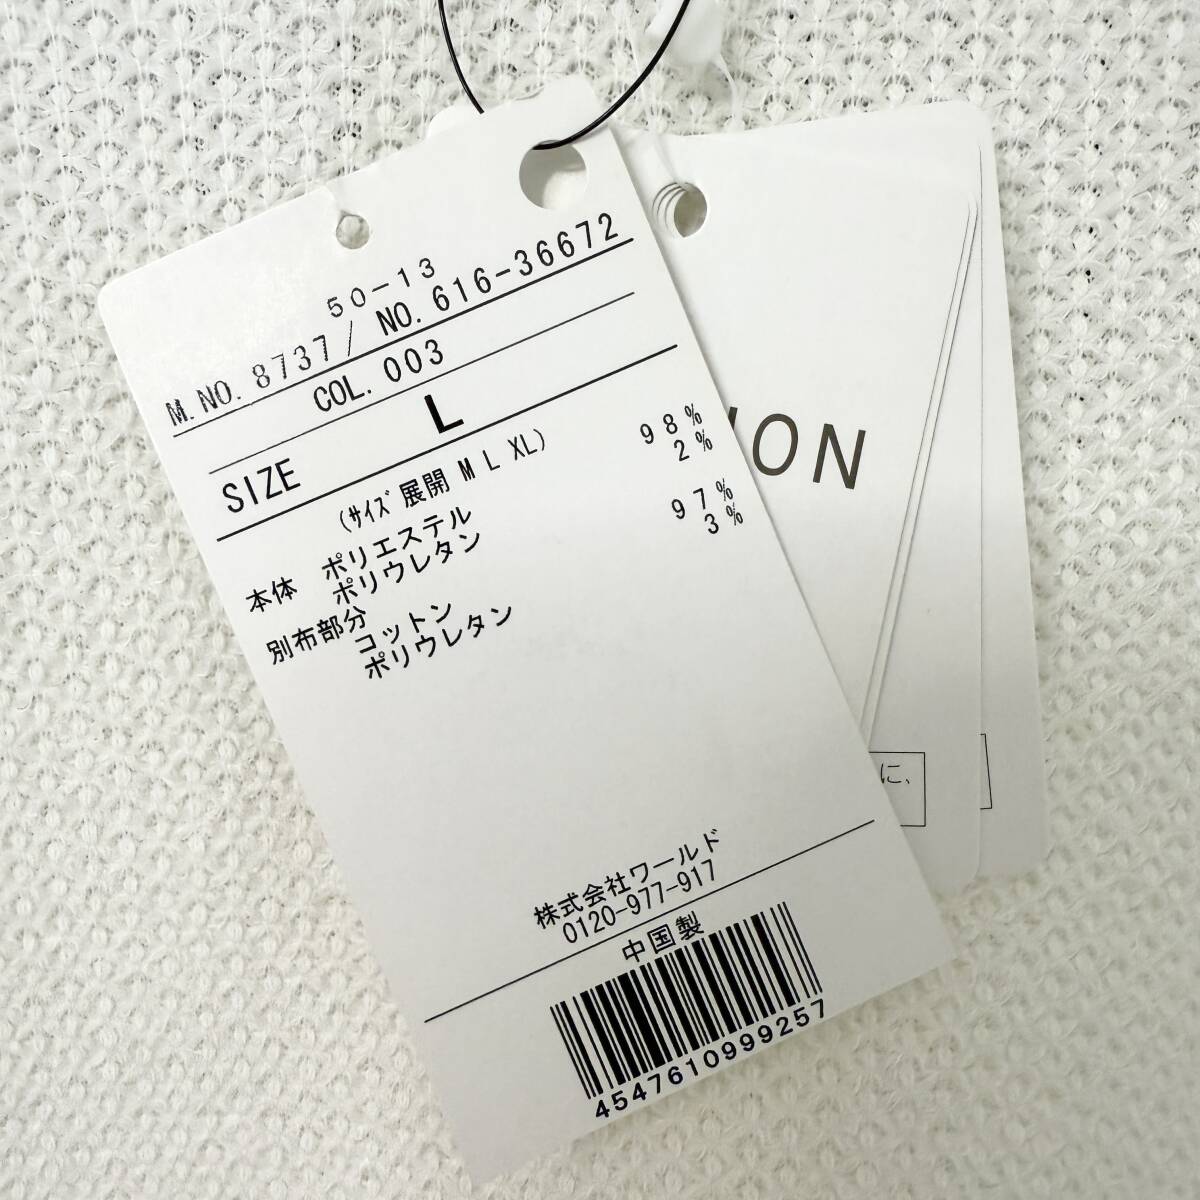 50-13
M.NO. 8737/ NO. 616-36672
COL. 003
SIZE L
(ｻｲｽﾞ展開 M L XL)
本体 ポリエステル 98%
ポリウレタン 2%
別布部分
コットン 97%
ポリウレタン 3%
株式会社ワールド
0120-977-917
中国製
4547610999257
ION
に、